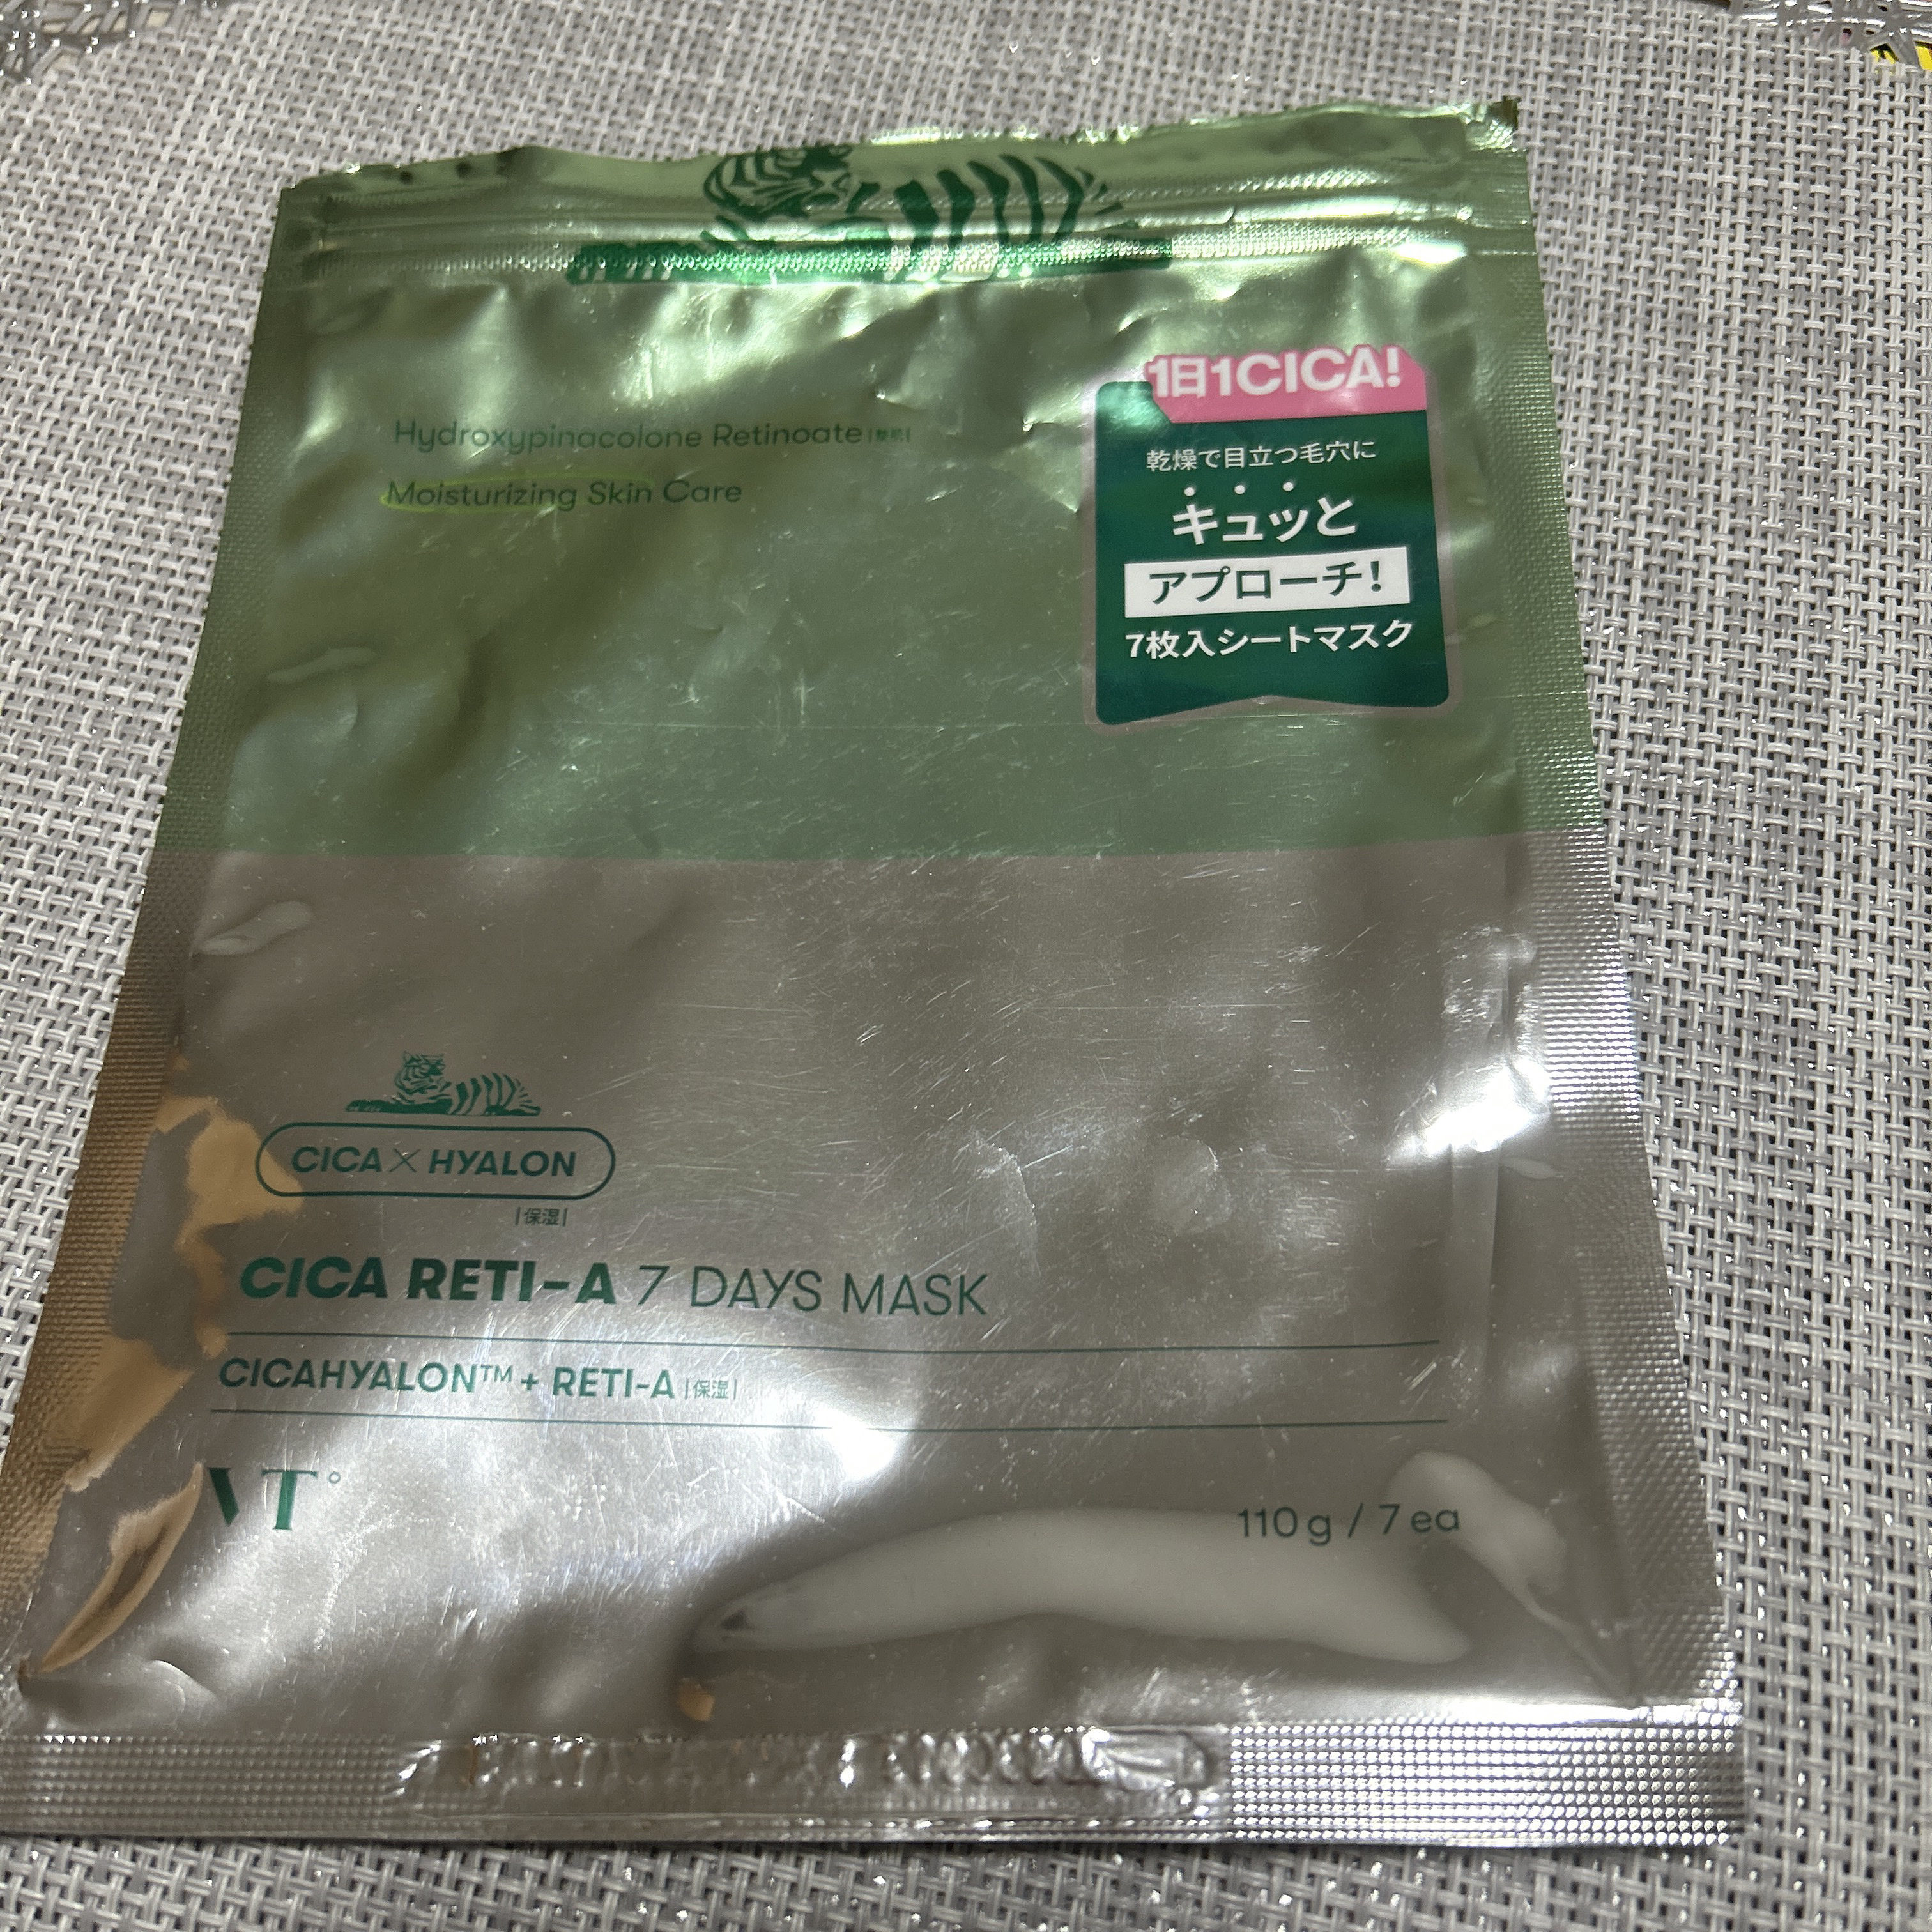 Hydroxypinacolone Retinoate |整肌|
Moisturizing Skin Care
1日1CICA!
乾燥で目立つ毛穴に
キュッと
アプローチ!
7枚入シートマスク
CICA×HYALON
|保湿|
CICA RETI-A 7 DAYS MASK
CICAHYALON™ + RETI-A |保湿|
VT°
110g / 7ea